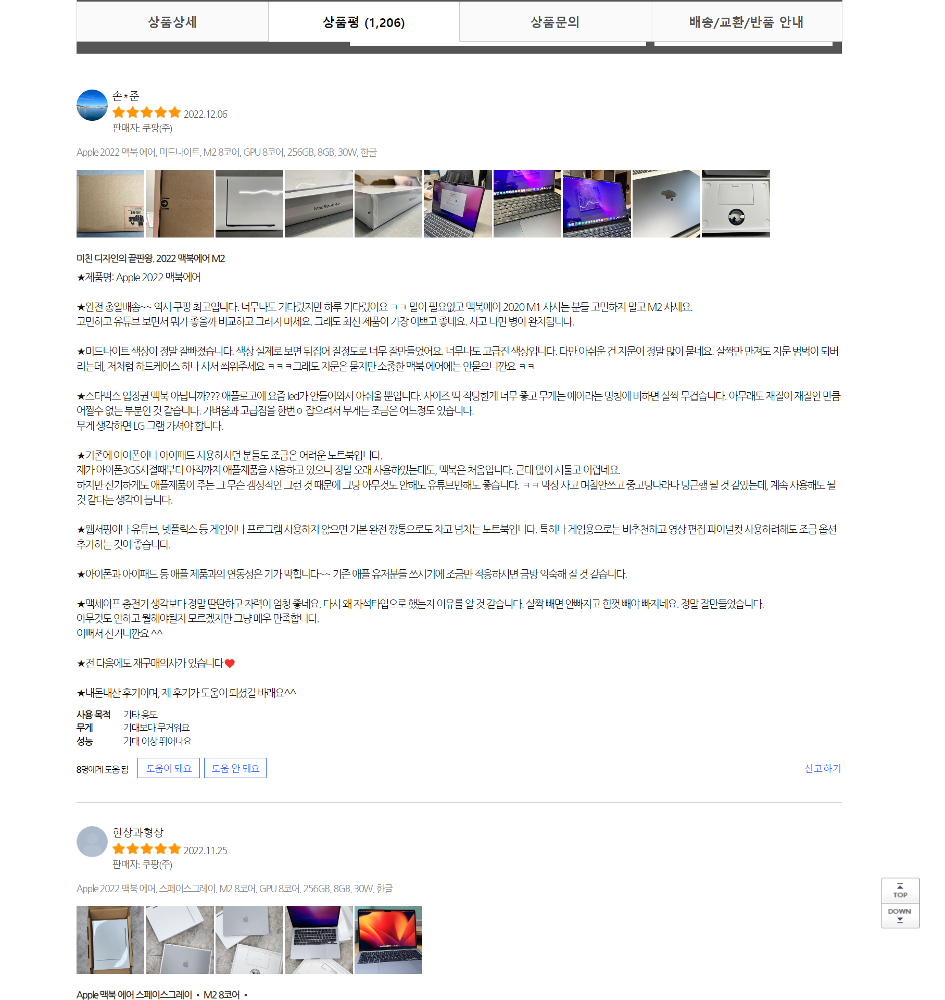 상품상세
상품평 (1,206)
상품문의
배송/교환/반품 안내
손*준
2022.12.06
판매자: 쿠팡(주)
Apple 2022 맥북 에어, 미드나이트, M2 8코어, GPU 8코어, 256GB, 8GB, 30W, 한글
UN3481
MacBook Air
미친 디자인의 끝판왕. 2022 맥북에어 M2
★제품명: Apple 2022 맥북에어
★완전 총알배송~~ 역시 쿠팡 최고입니다. 너무나도 기다렸지만 하루 기다렸어요 ㅋㅋ 말이 필요없고 맥북에어 2020 M1 사시는 분들 고민하지 말고 M2 사세요.
고민하고 유튜브 보면서 뭐가 좋을까 비교하고 그러지 마세요. 그래도 최신 제품이 가장 이쁘고 좋네요. 사고 나면 병이 완치됩니다.
★미드나이트 색상이 정말 잘빠졌습니다. 색상 실제로 보면 뒤집어 질정도로 너무 잘만들었어요. 너무나도 고급진 색상입니다. 다만 아쉬운 건 지문이 정말 많이 묻네요. 살짝만 만져도 지문 범벅이 되버
리는데, 저처럼 하드케이스 하나 사서 씌워주세요 ㅋㅋㅋ그래도 지문은 묻지만 소중한 맥북 에어에는 안묻으니깐요 ㅋㅋ
★스타벅스 입장권 맥북 아닙니까??? 애플로고에 요즘 led가 안들어와서 아쉬울 뿐입니다. 사이즈 딱 적당한게 너무 좋고 무게는 에어라는 명칭에 비하면 살짝 무겁습니다. 아무래도 재질이 재질인 만큼
어쩔수 없는 부분인 것 같습니다. 가벼움과 고급짐을 한번ㅇ 잡으려서 무게는 조금은 어느정도 있습니다.
무게 생각하면 LG 그램 가셔야 합니다.
★기존에 아이폰이나 아이패드 사용하시던 분들도 조금은 어려운 노트북입니다.
제가 아이폰3GS시절때부터 아직까지 애플제품을 사용하고 있으니 정말 오래 사용하였는데도, 맥북은 처음입니다. 근데 많이 서툴고 어렵네요.
하지만 신기하게도 애플제품이 주는 그 무슨 갬성적인 그런 것 때문에 그냥 아무것도 안해도 유튜브만해도 좋습니다. ㅋㅋ 막상 사고 며칠안쓰고 중고딩나라나 당근행 될 것 같았는데, 계속 사용해도 될
것 같다는 생각이 듭니다.
★웹서핑이나 유튜브, 넷플릭스 등 게임이나 프로그램 사용하지 않으면 기본 완전 깡통으로도 차고 넘치는 노트북입니다. 특히나 게임용으로는 비추천하고 영상 편집 파이널컷 사용하려해도 조금 옵션
추가하는 것이 좋습니다.
★아이폰과 아이패드 등 애플 제품과의 연동성은 기가 막힙니다~~ 기존 애플 유저분들 쓰시기에 조금만 적응하시면 금방 익숙해 질 것 같습니다.
★맥세이프 충전기 생각보다 정말 딴딴하고 자력이 엄청 좋네요. 다시 왜 자석타입으로 했는지 이유를 알 것 같습니다. 살짝 빼면 안빠지고 힘껏 빼야 빠지네요. 정말 잘만들었습니다.
아무것도 안하고 뭘해야될지 모르겠지만 그냥 매우 만족합니다.
이뻐서 산거니깐요 ^^
★전 다음에도 재구매의사가 있습니다❤
★내돈내산 후기이며, 제 후기가 도움이 되셨길 바래요^^
사용 목적 기타 용도
무게 기대보다 무거워요
성능 기대 이상 뛰어나요
8명에게 도움 됨
도움이 돼요
도움 안 돼요
신고하기
현상과형상
2022.11.25
판매자: 쿠팡(주)
Apple 2022 맥북 에어, 스페이스그레이, M2 8코어, GPU 8코어, 256GB, 8GB, 30W, 한글
TOP
DOWN
Apple 맥북 에어 스페이스그레이 • M2 8코어 •